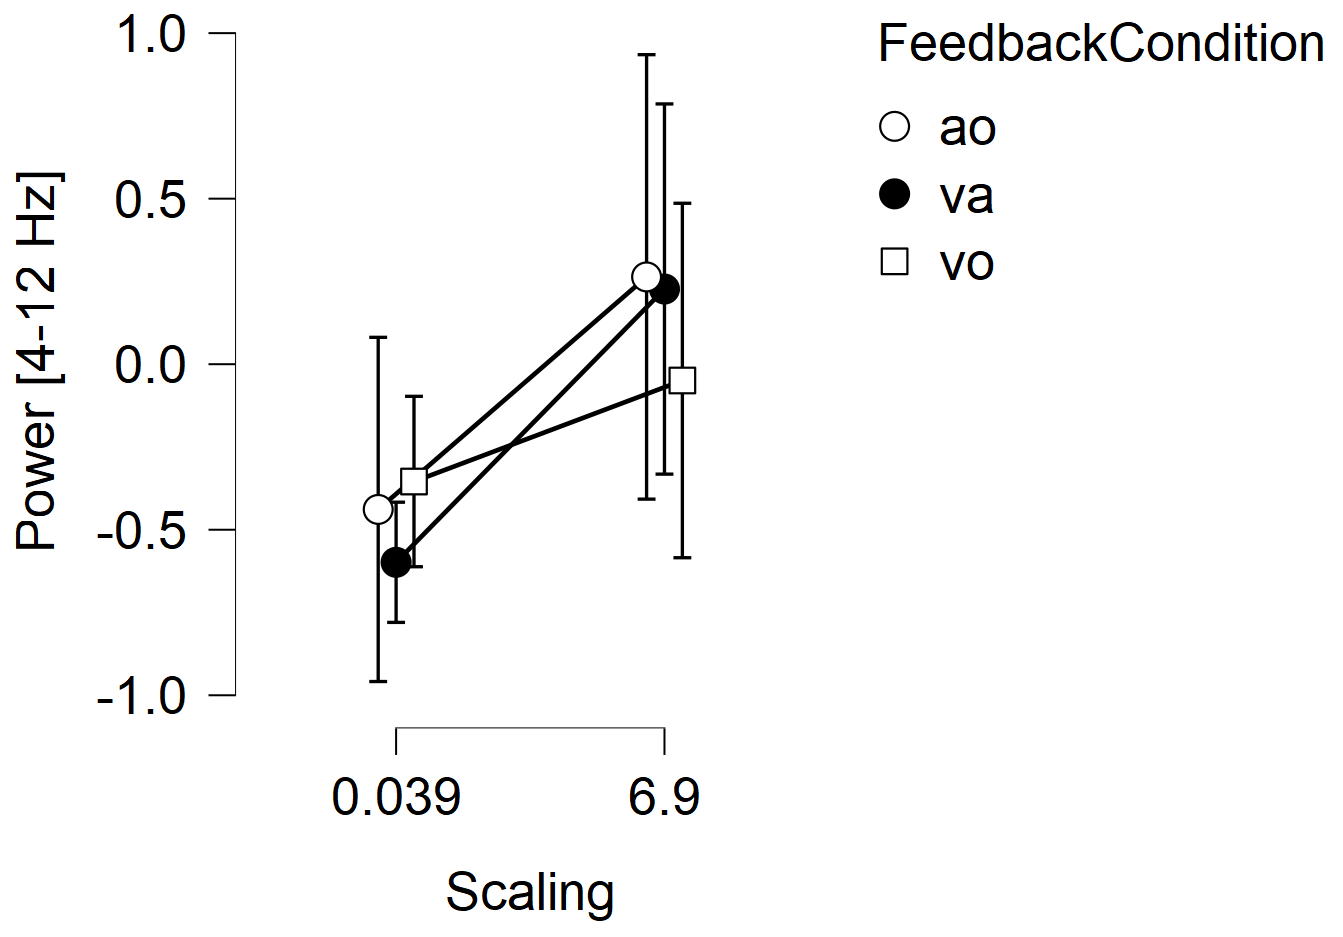 1.0
0.5
0.0
-0.5
-1.0
Power [4-12 Hz]
0.039 6.9
Scaling
FeedbackCondition
ao
va
vo